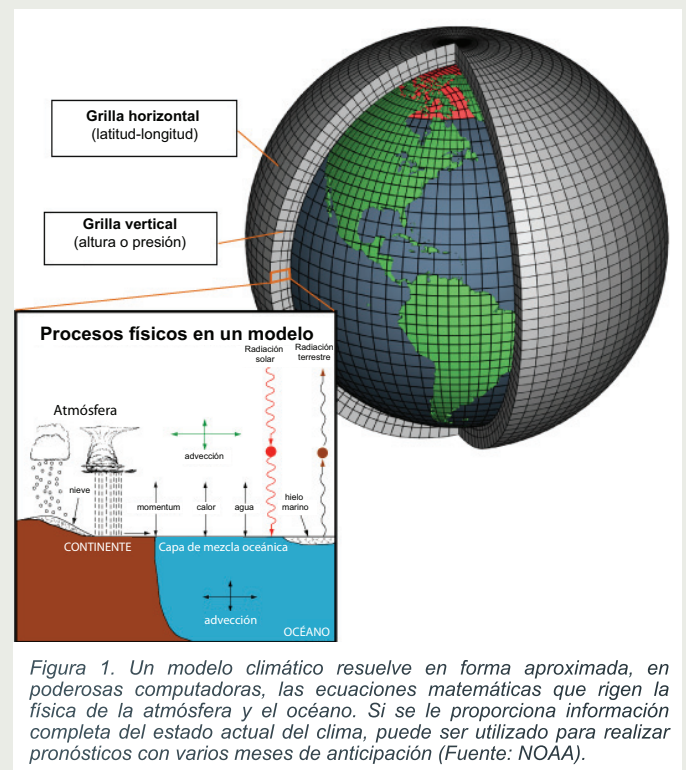 Grilla horizontal
(latitud-longitud)
Grilla vertical
(altura o presión)
Procesos físicos en un modelo
Radiación
solar
Radiación
terrestre
Atmósfera
advección
nieve
momentum
calor
agua
hielo
marino
CONTINENTE
Capa de mezcla oceánica
advección
OCÉANO
Figura 1. Un modelo climático resuelve en forma aproximada, en
poderosas computadoras, las ecuaciones matemáticas que rigen la
física de la atmósfera y el océano. Si se le proporciona información
completa del estado actual del clima, puede ser utilizado para realizar
pronósticos con varios meses de anticipación (Fuente: NOAA).